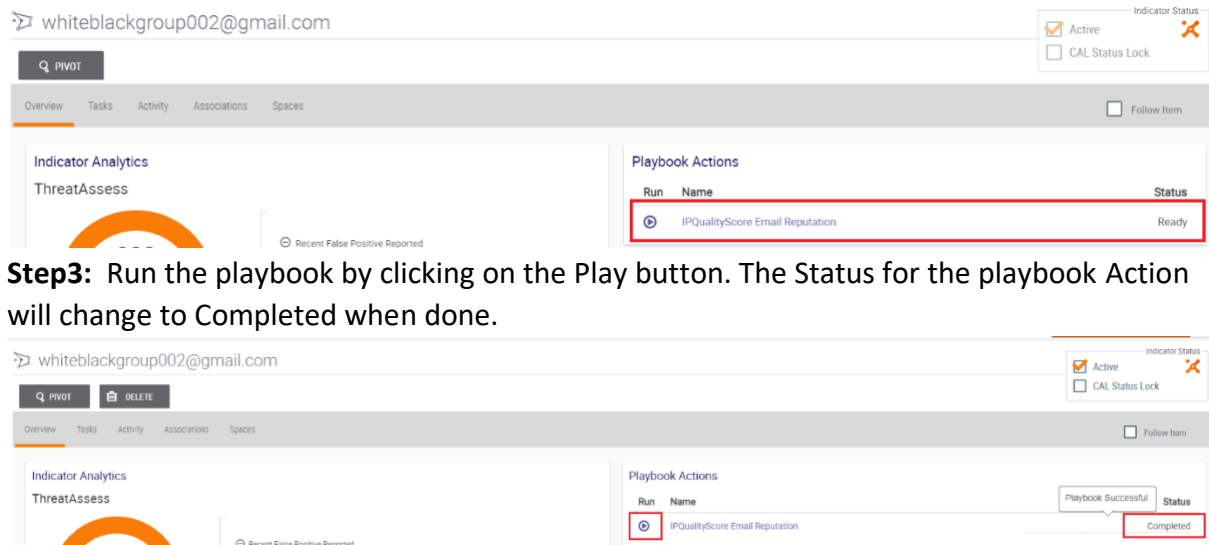 whiteblackgroup002@gmail.com
Indicator Status
Active
CAL Status Lock
PIVOT
Overview Tasks Activity Associations Spaces
Follow Item
Indicator Analytics
ThreatAssess
Recent False Positive Reported
Playbook Actions
Run Name Status
IPQualityScore Email Reputation Ready
Step3: Run the playbook by clicking on the Play button. The Status for the playbook Action
will change to Completed when done.
whiteblackgroup002@gmail.com
Indicator Status
Active
CAL Status Lock
PIVOT DELETE
Overview Tasks Activity Associations Spaces
Follow Item
Indicator Analytics
ThreatAssess
Recent False Positive Reported
Playbook Actions
Playbook Successful.
Run Name Status
IPQualityScore Email Reputation Completed